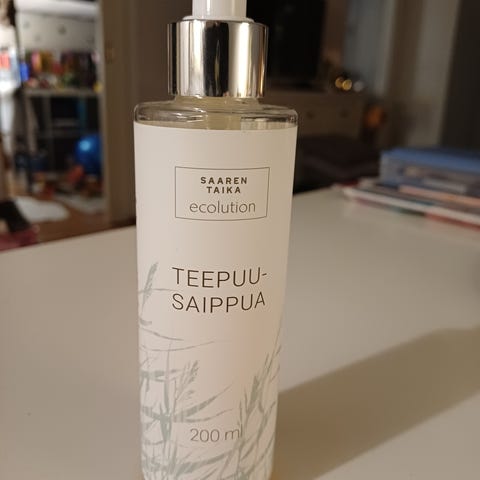 SAAREN
TAIKA
ecolution
TEEPUU-
SAIPPUA
200 ml